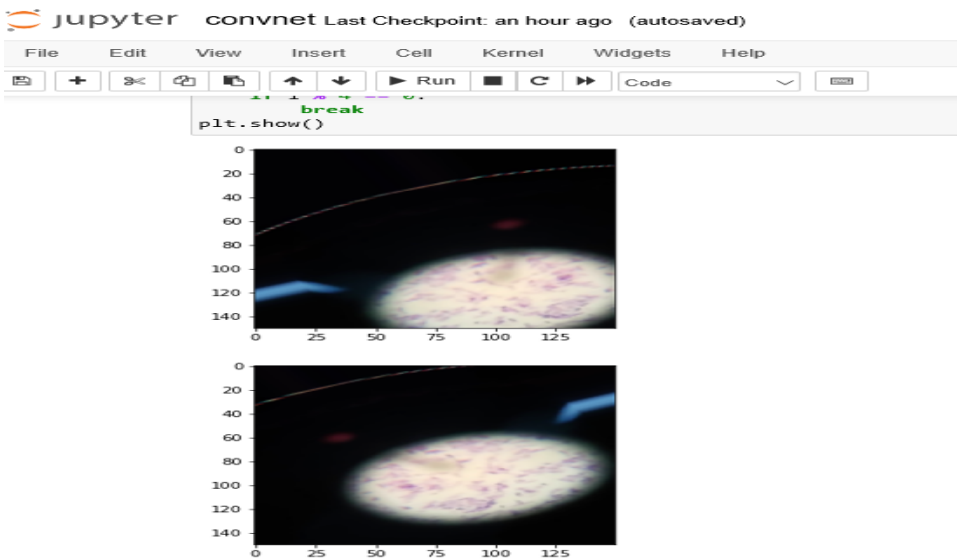 jupyter convnet Last Checkpoint: an hour ago (autosaved)
File Edit View Insert Cell Kernel Widgets Help
Run Code
break
plt.show()
0
20
40
60
80
100
120
140
0 25 50 75 100 125
0
20
40
60
80
100
120
140
0 25 50 75 100 125